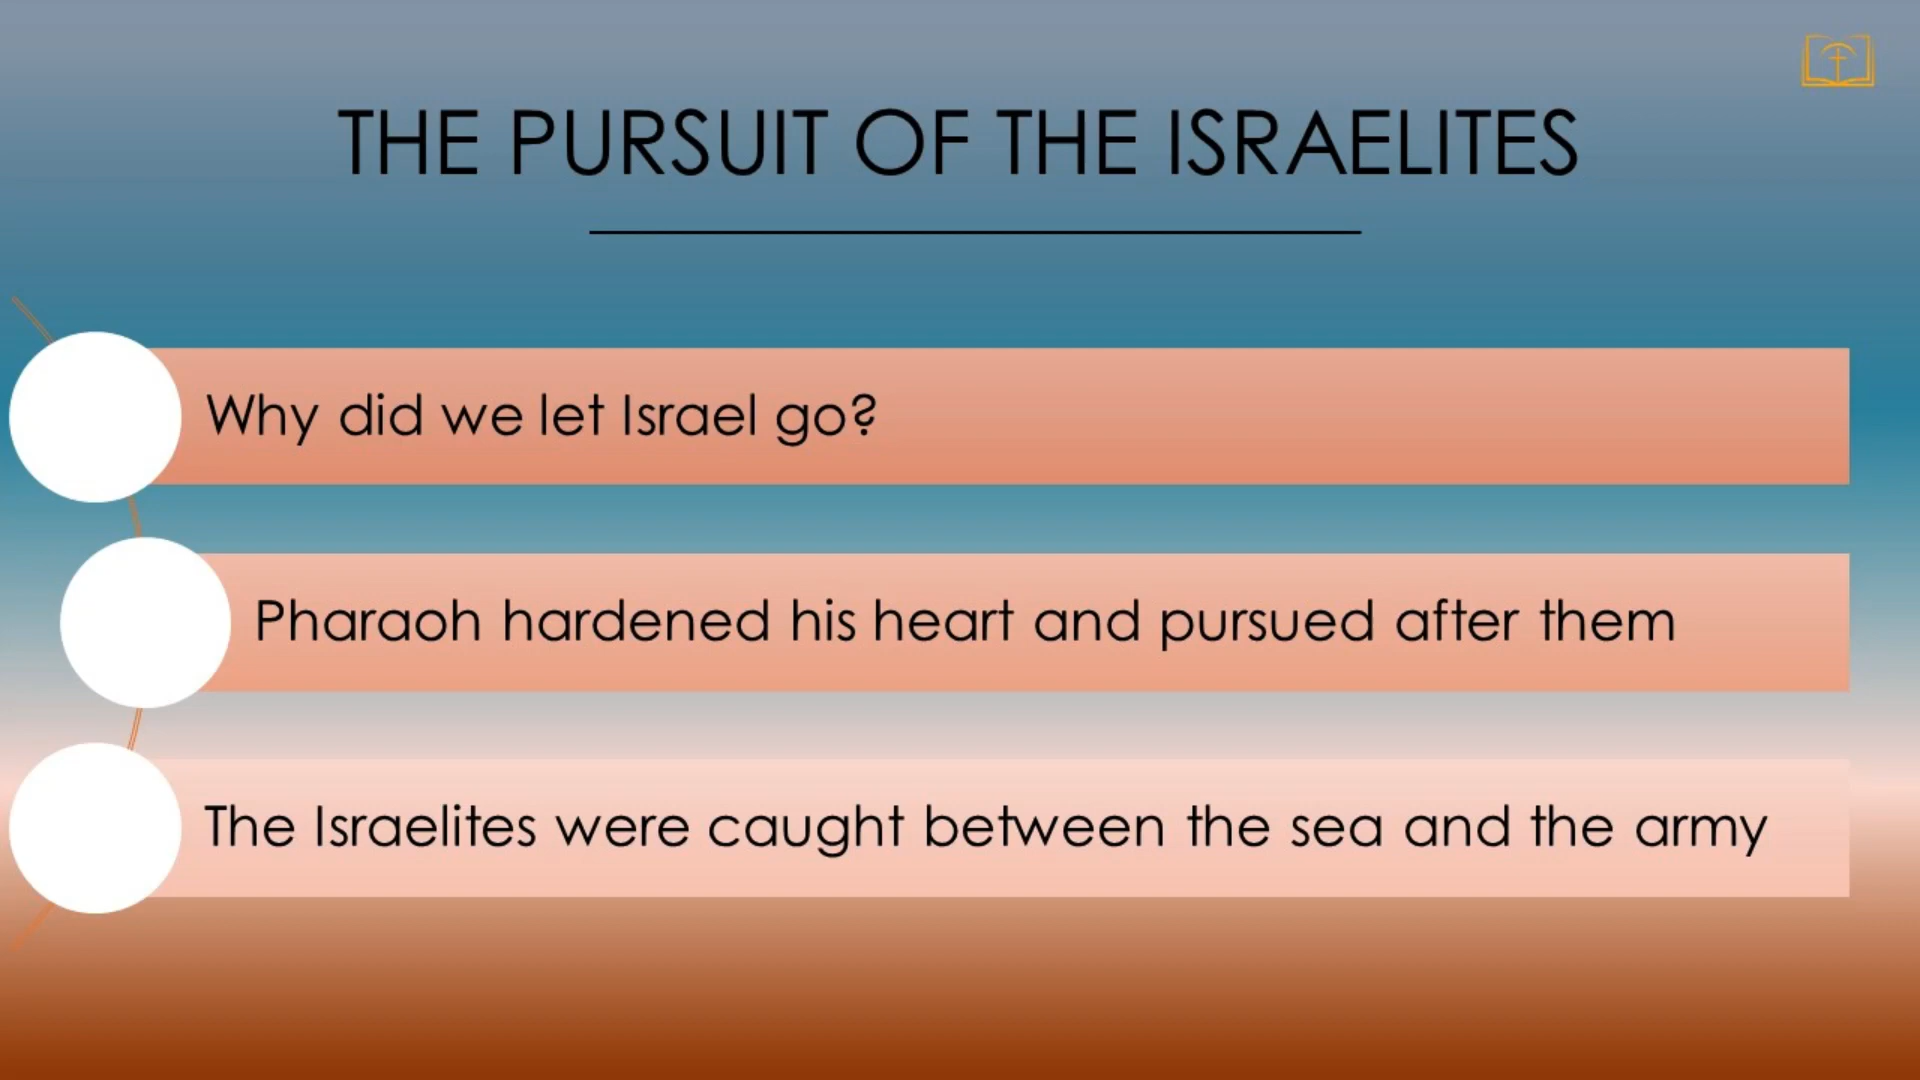 THE PURSUIT OF THE ISRAELITES
Why did we let Israel go?
Pharaoh hardened his heart and pursued after them
The Israelites were caught between the sea and the army